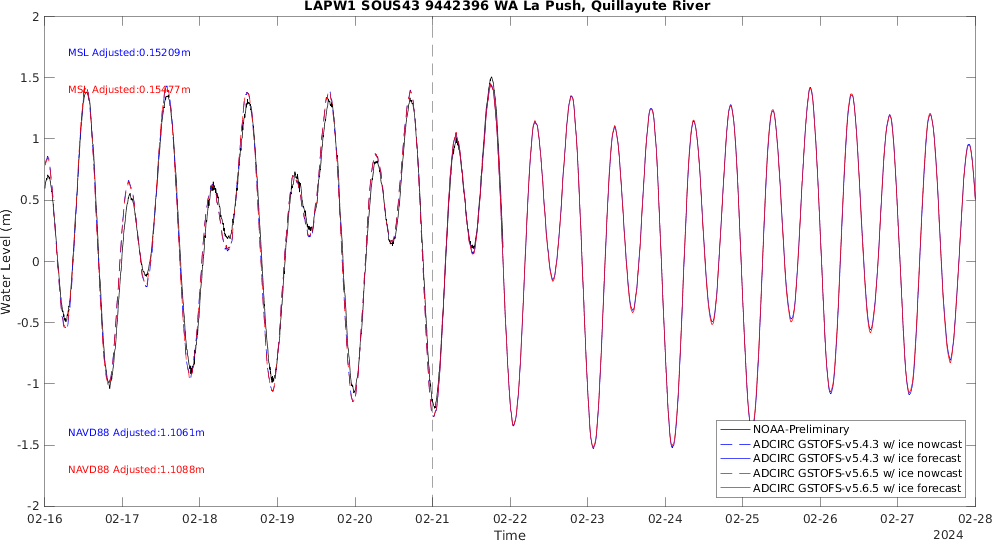 LAPW1 SOUS43 9442396 WA La Push, Quillayute River
Water Level (m)
2
1.5
1
0.5
0
-0.5
-1
-1.5
-2
MSL Adjusted:0.15209m
MSL Adjusted:0.15477m
NAVD88 Adjusted:1.1061m
NAVD88 Adjusted:1.1088m
NOAA-Preliminary
ADCIRC GSTOFS-v5.4.3 w/ ice nowcast
ADCIRC GSTOFS-v5.4.3 w/ ice forecast
ADCIRC GSTOFS-v5.6.5 w/ ice nowcast
ADCIRC GSTOFS-v5.6.5 w/ ice forecast
02-16 02-17 02-18 02-19 02-20 02-21 02-22 02-23 02-24 02-25 02-26 02-27 02-28
Time
2024